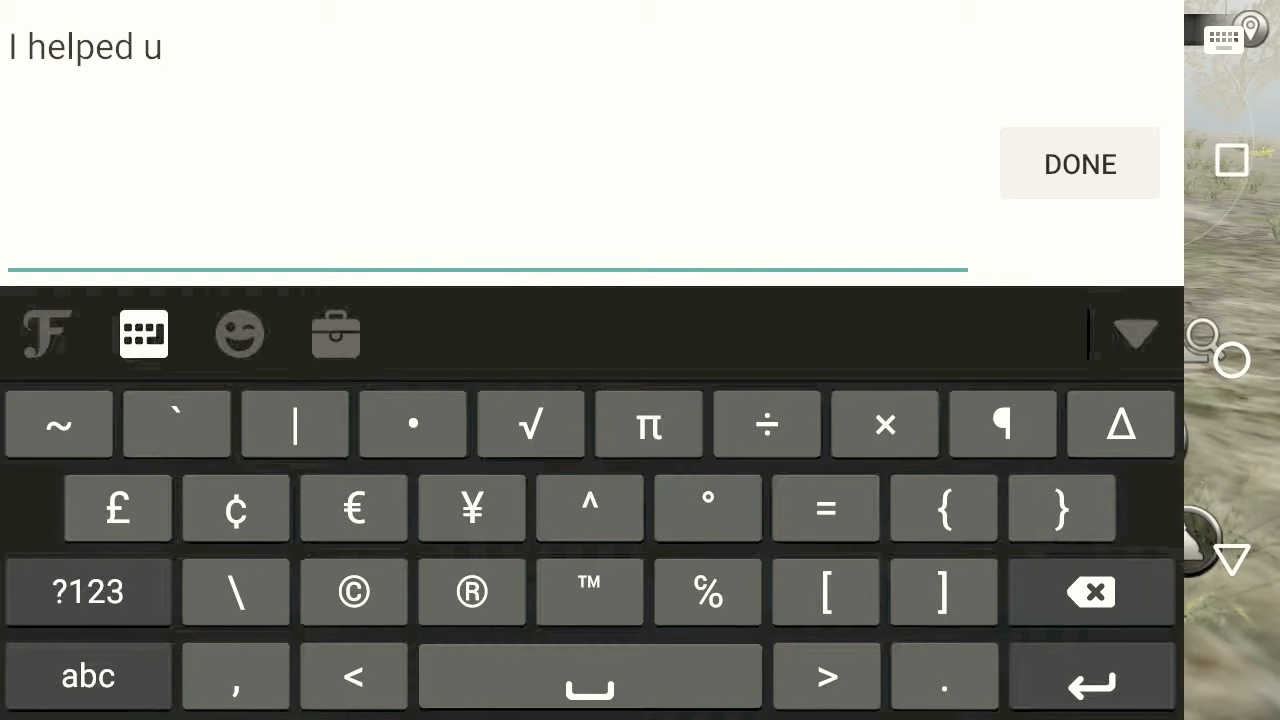 I helped u
DONE
~ ` | • √ π ÷ × ¶ Δ
£ ¢ € ¥ ^ ° = { }
?123 \ © ® ™ ℅ [ ]
abc , < > .